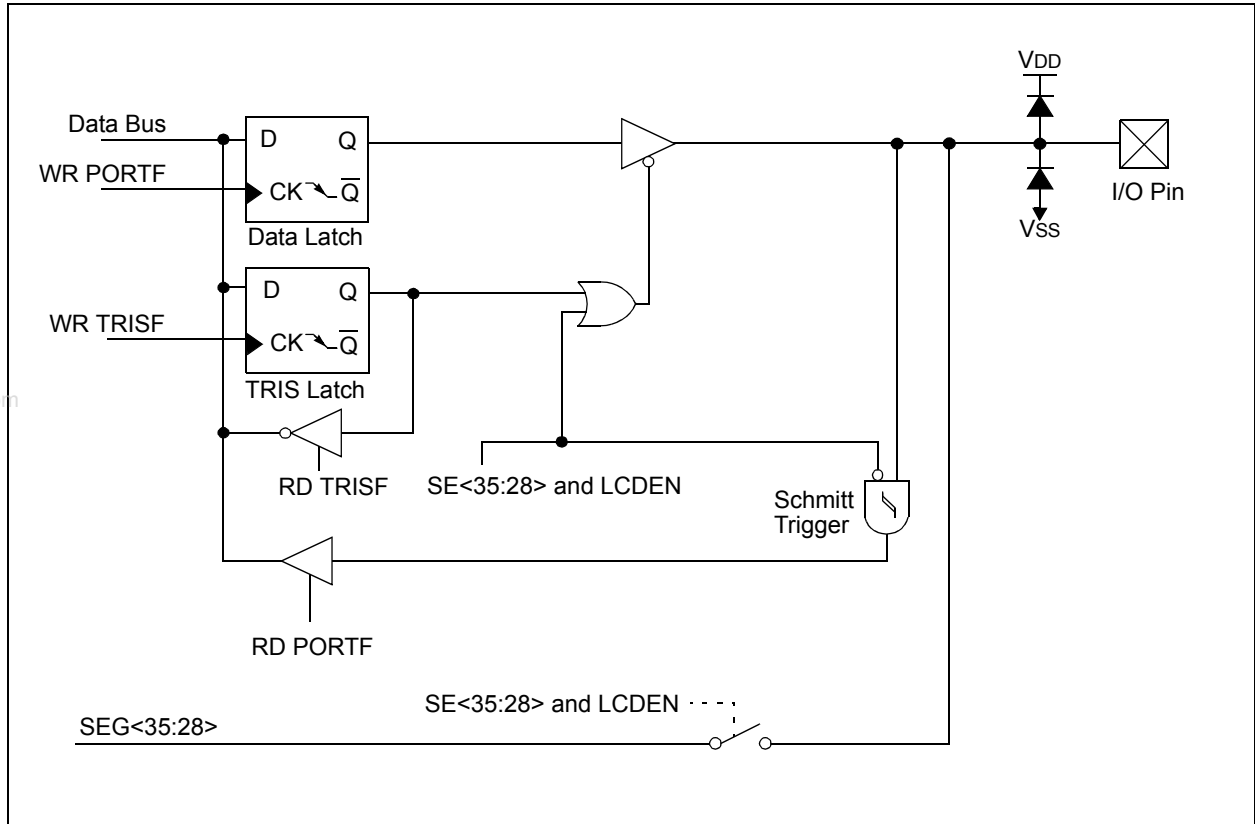 VDD
Data Bus
D Q
WR PORTF
CK Q
I/O Pin
Data Latch
VSS
D Q
WR TRISF
CK Q
TRIS Latch
m
RD TRISF
SE<35:28> and LCDEN
Schmitt
Trigger
RD PORTF
SE<35:28> and LCDEN
SEG<35:28>